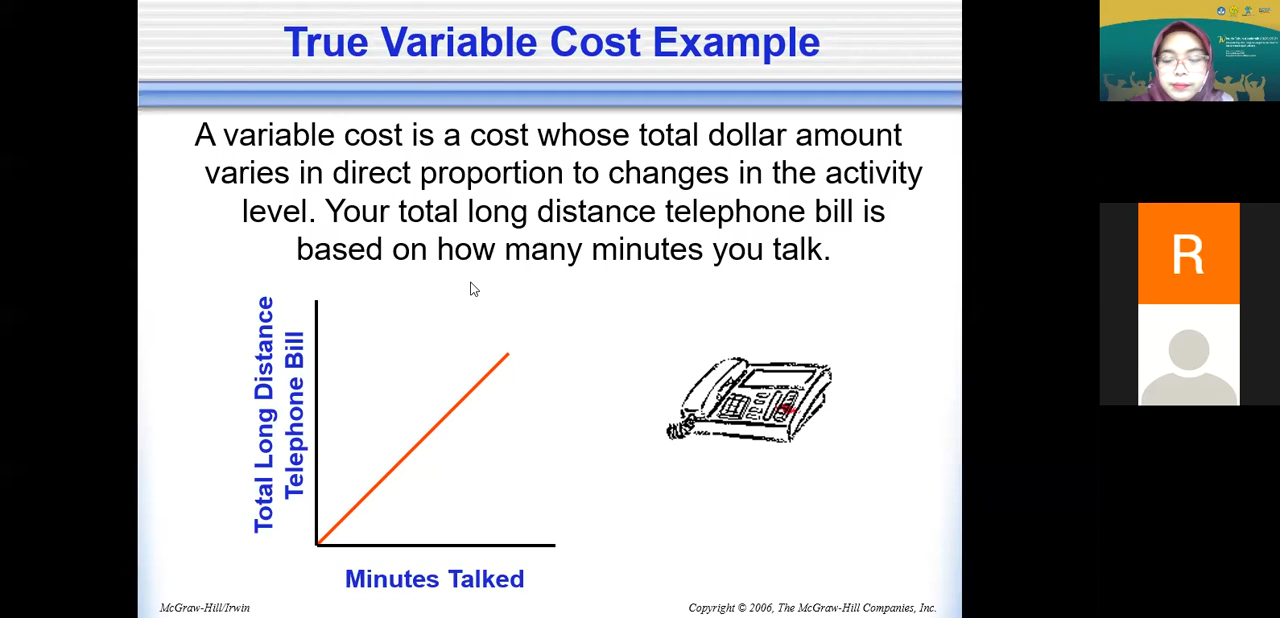 True Variable Cost Example
A variable cost is a cost whose total dollar amount
varies in direct proportion to changes in the activity
level. Your total long distance telephone bill is
based on how many minutes you talk.
Total Long Distance
Telephone Bill
Minutes Talked
McGraw-Hill/Irwin
Copyright © 2006, The McGraw-Hill Companies, Inc.
R